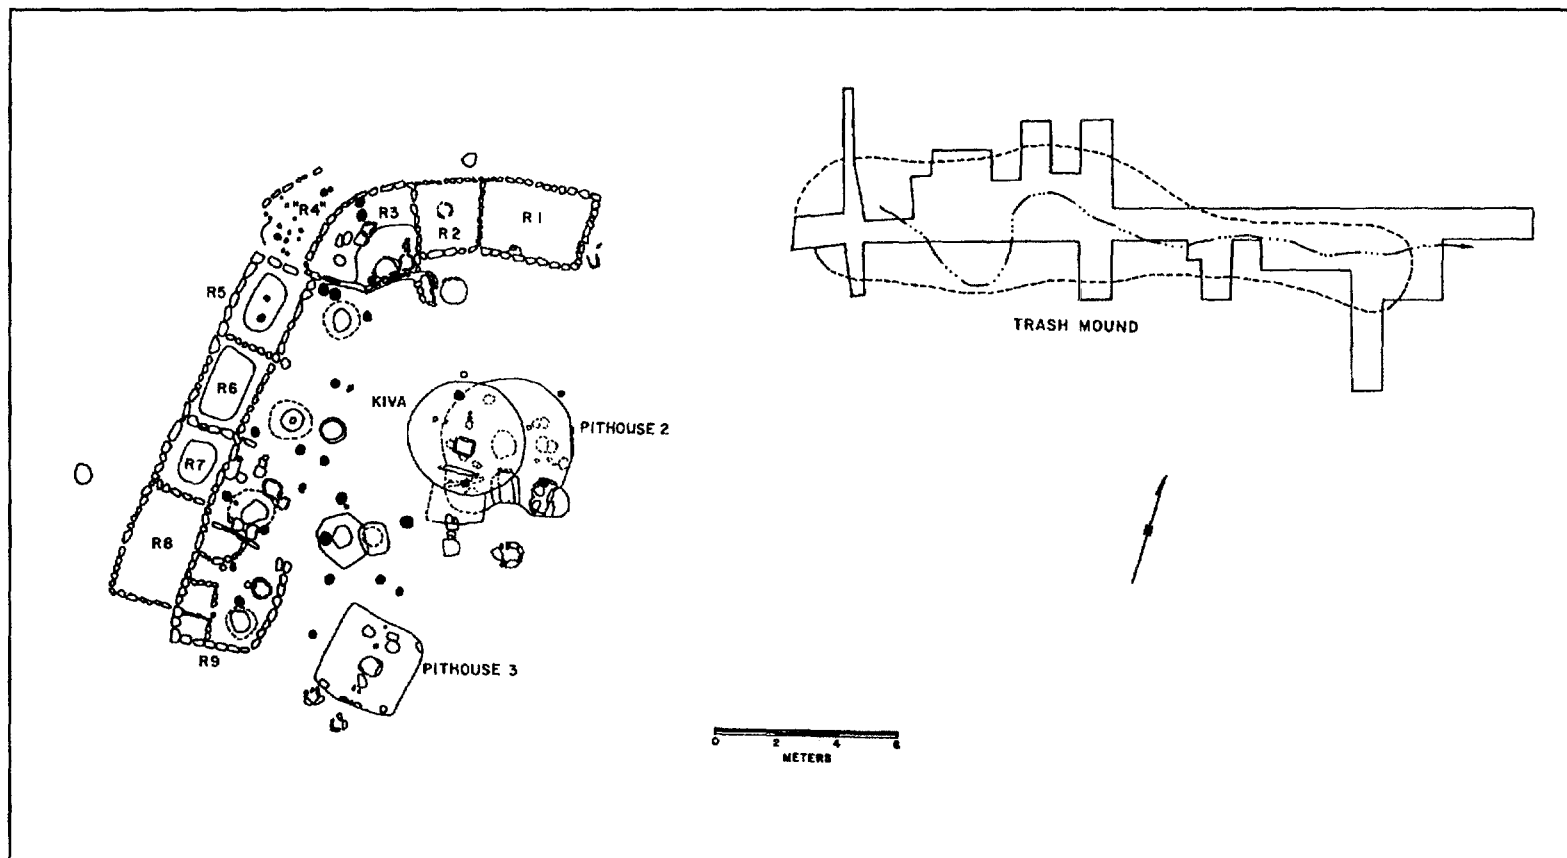 "R4"
R3
R2
R1
R5
R6
R7
R8
R9
KIVA
PITHOUSE 2
PITHOUSE 3
TRASH MOUND
N
0 2 4 6
METERS